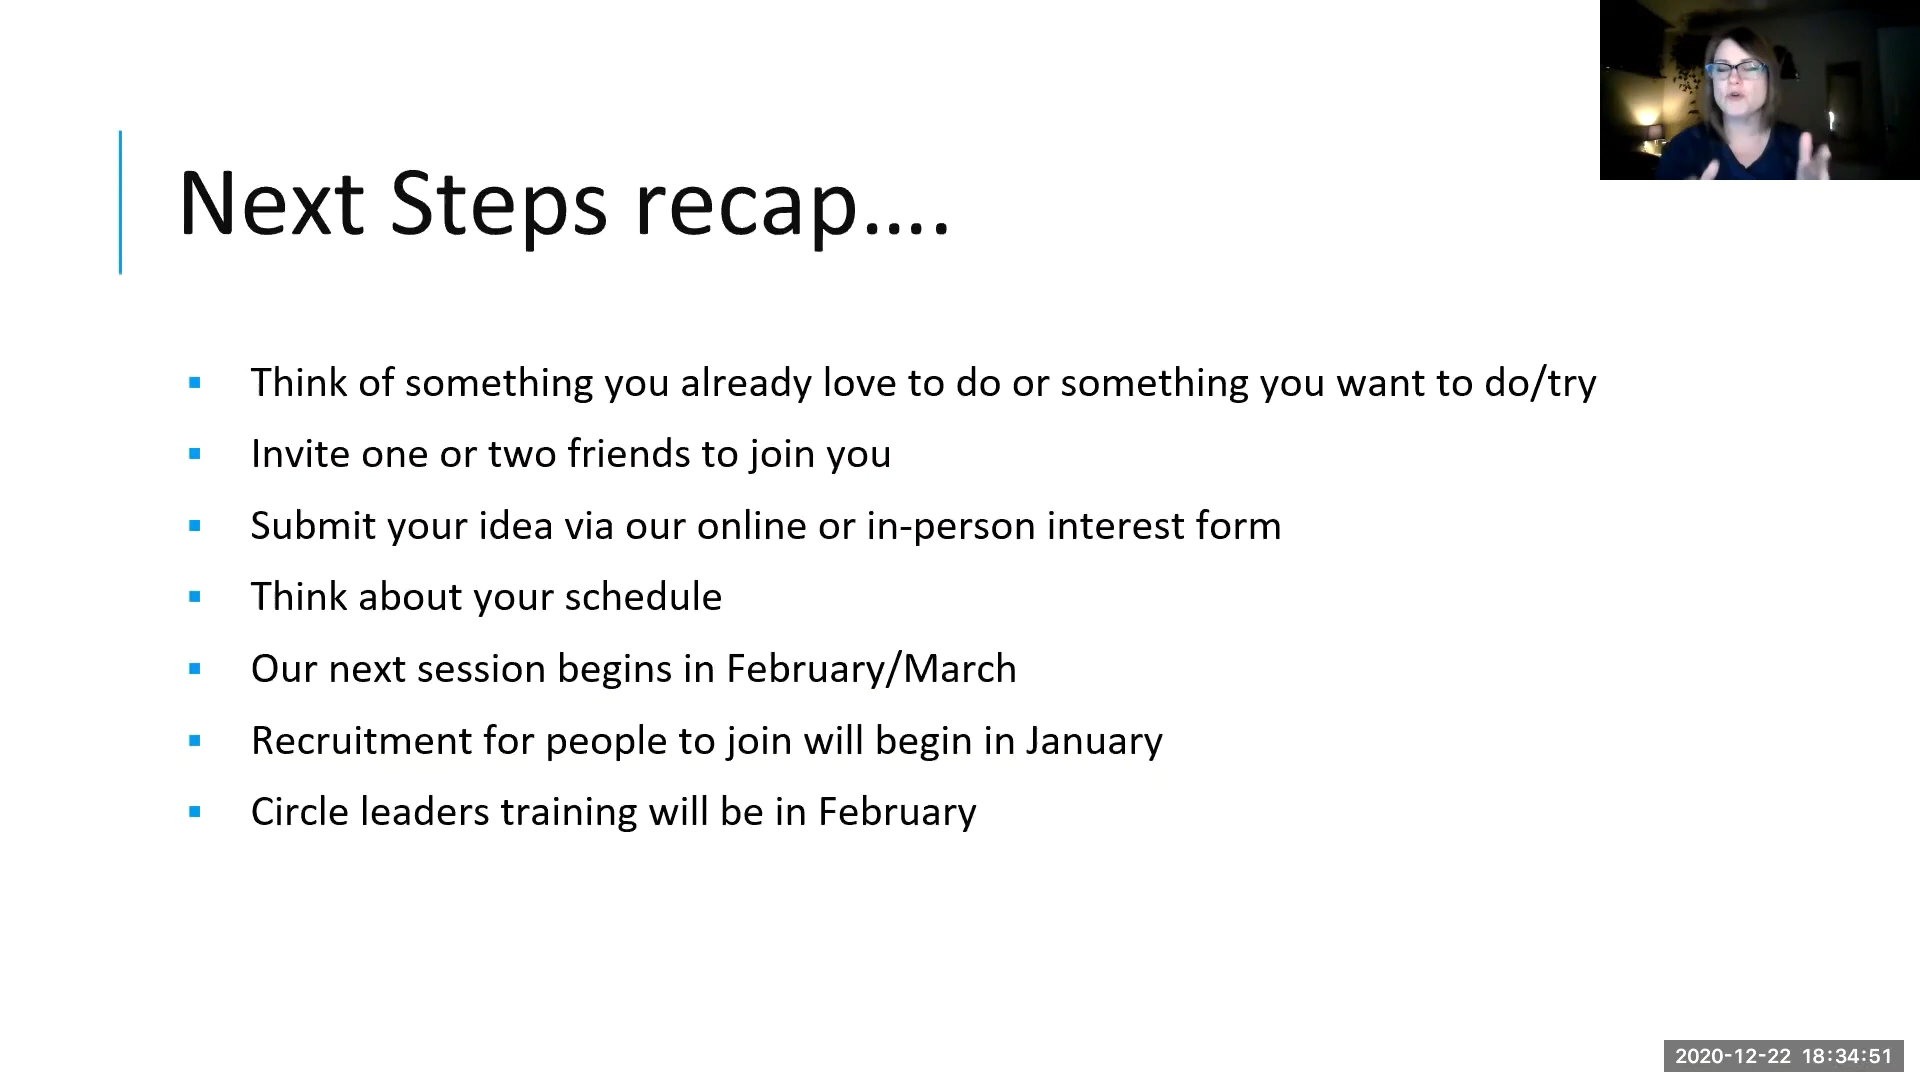 Next Steps recap....
Think of something you already love to do or something you want to do/try
Invite one or two friends to join you
Submit your idea via our online or in-person interest form
Think about your schedule
Our next session begins in February/March
Recruitment for people to join will begin in January
Circle leaders training will be in February
2020-12-22 18:34:51